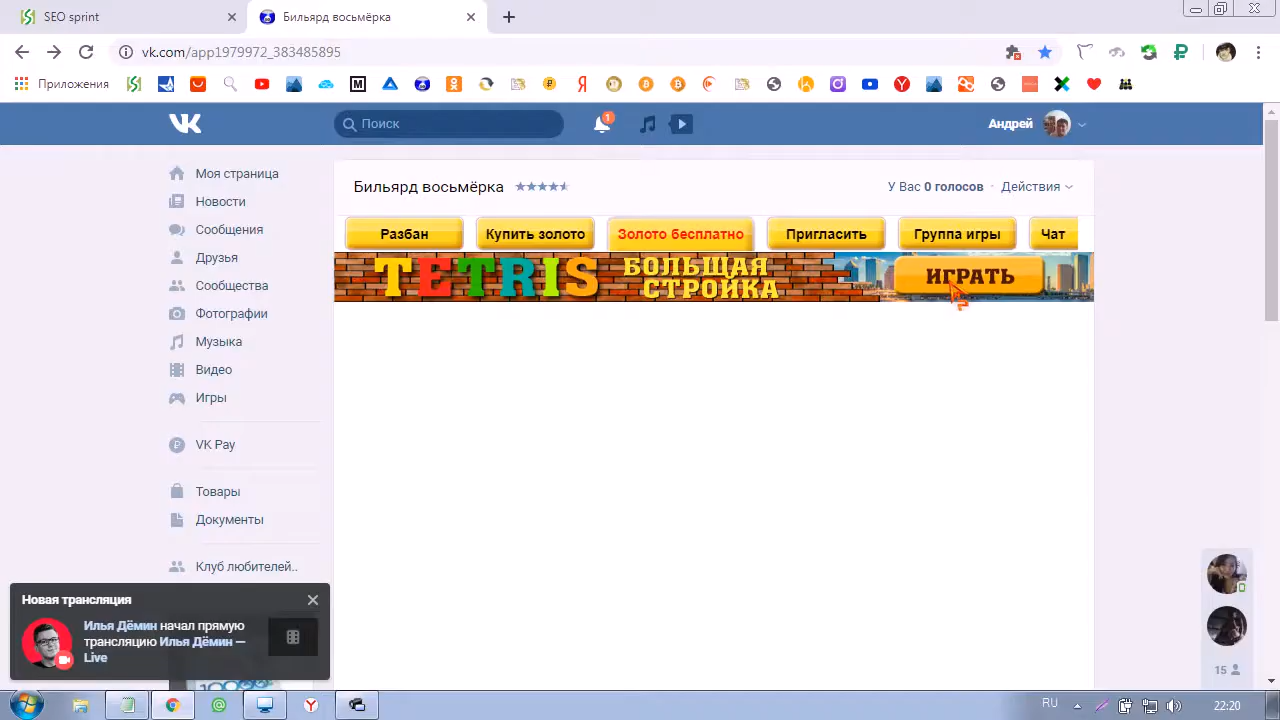 SEO sprint
Бильярд восьмёрка
vk.com/app1979972_383485895
Приложения
Поиск
1
Андрей
Моя страница
Новости
Сообщения
Друзья
Сообщества
Фотографии
Музыка
Видео
Игры
VK Pay
Товары
Документы
Клуб любителей..
Бильярд восьмёрка
У Вас 0 голосов · Действия
Разбан
Купить золото
Золото бесплатно
Пригласить
Группа игры
Чат
TETRIS
БОЛЬШАЯ
СТРОЙКА
ИГРАТЬ
Новая трансляция
Илья Дёмин начал прямую
трансляцию Илья Дёмин —
Live
15
RU
22:20